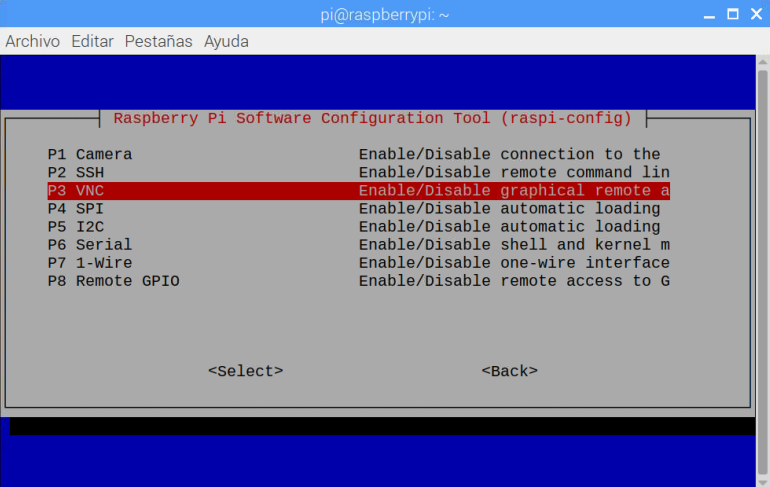 pi@raspberrypi: ~
Archivo Editar Pestañas Ayuda
Raspberry Pi Software Configuration Tool (raspi-config)
P1 Camera Enable/Disable connection to the
P2 SSH Enable/Disable remote command lin
P3 VNC Enable/Disable graphical remote a
P4 SPI Enable/Disable automatic loading
P5 I2C Enable/Disable automatic loading
P6 Serial Enable/Disable shell and kernel m
P7 1-Wire Enable/Disable one-wire interface
P8 Remote GPIO Enable/Disable remote access to G
<Select> <Back>